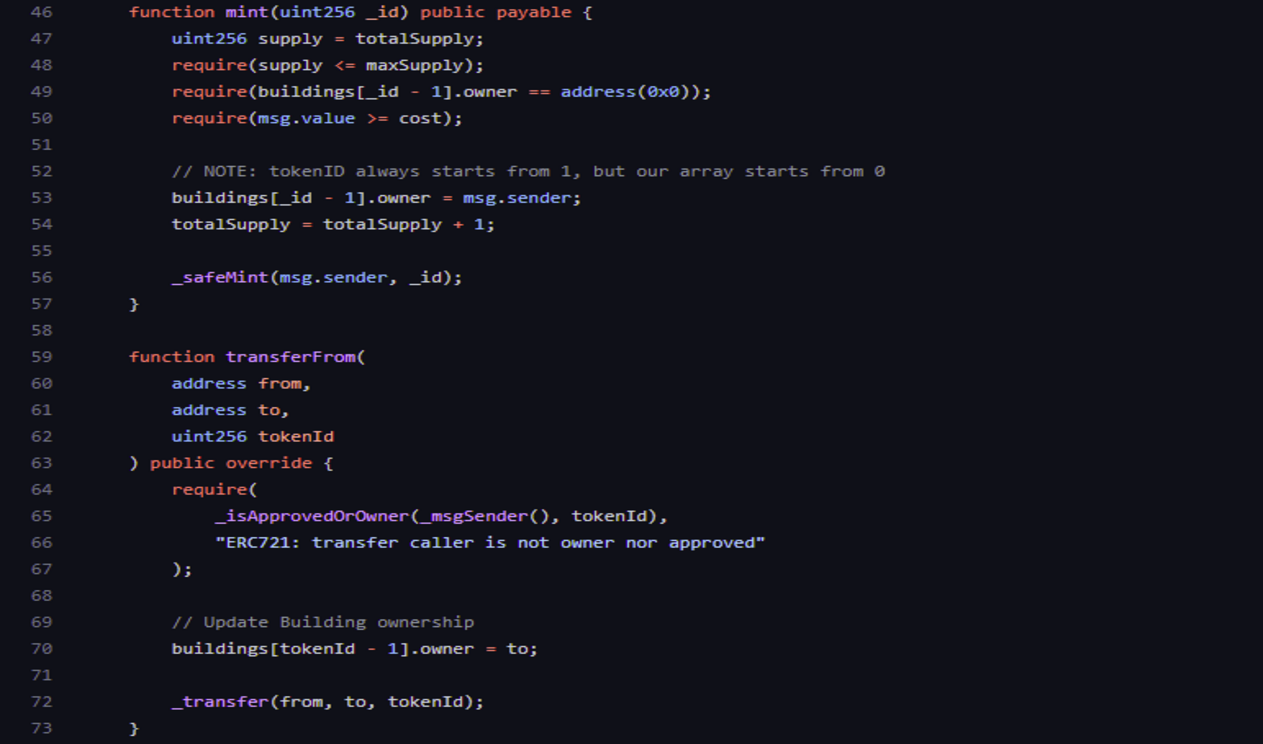 46 function mint(uint256 _id) public payable {
47 uint256 supply = totalSupply;
48 require(supply <= maxSupply);
49 require(buildings[_id - 1].owner == address(0x0));
50 require(msg.value >= cost);
51
52 // NOTE: tokenID always starts from 1, but our array starts from 0
53 buildings[_id - 1].owner = msg.sender;
54 totalSupply = totalSupply + 1;
55
56 _safeMint(msg.sender, _id);
57 }
58
59 function transferFrom(
60 address from,
61 address to,
62 uint256 tokenId
63 ) public override {
64 require(
65 _isApprovedOrOwner(_msgSender(), tokenId),
66 "ERC721: transfer caller is not owner nor approved"
67 );
68
69 // Update Building ownership
70 buildings[tokenId - 1].owner = to;
71
72 _transfer(from, to, tokenId);
73 }